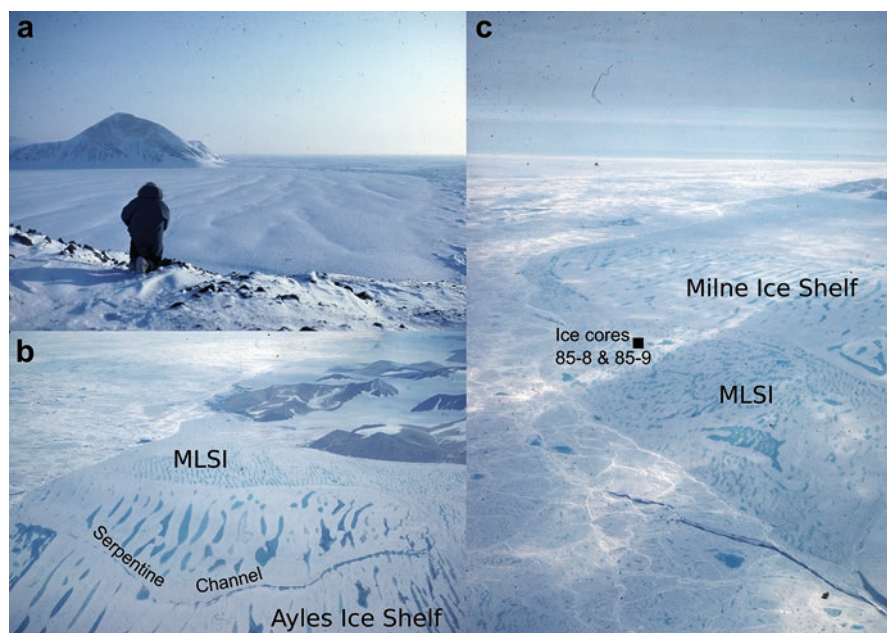 a
b
MLSI
Serpentine
Channel
Ayles Ice Shelf
c
Milne Ice Shelf
Ice cores
85-8 & 85-9
MLSI